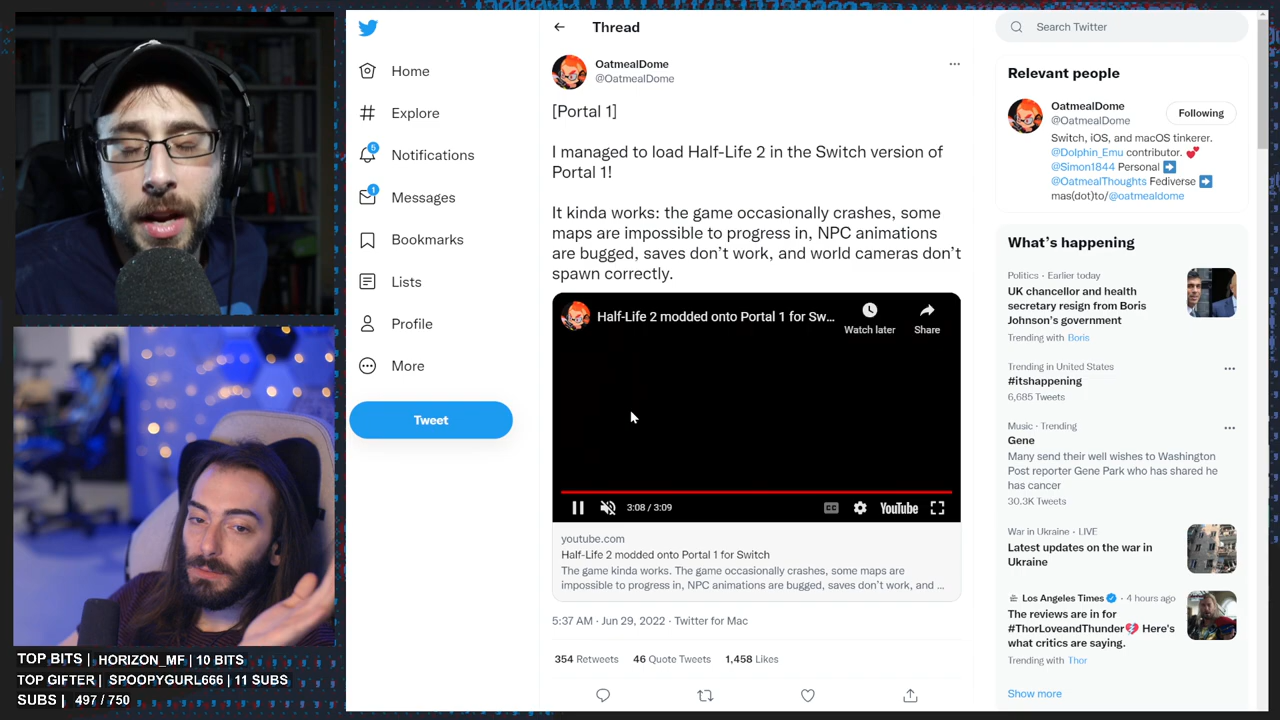 Home
Explore
5
Notifications
1
Messages
Bookmarks
Lists
Profile
More
Tweet
Thread
OatmealDome
@OatmealDome
[Portal 1]
I managed to load Half-Life 2 in the Switch version of
Portal 1!
It kinda works: the game occasionally crashes, some
maps are impossible to progress in, NPC animations
are bugged, saves don't work, and world cameras don't
spawn correctly.
Half-Life 2 modded onto Portal 1 for Sw...
Watch later
Share
3:08 / 3:09
CC
YouTube
youtube.com
Half-Life 2 modded onto Portal 1 for Switch
The game kinda works. The game occasionally crashes, some maps are
impossible to progress in, NPC animations are bugged, saves don't work, and ...
5:37 AM · Jun 29, 2022 · Twitter for Mac
354 Retweets
46 Quote Tweets
1,458 Likes
Search Twitter
Relevant people
OatmealDome
@OatmealDome
Following
Switch, iOS, and macOS tinkerer.
@Dolphin_Emu contributor. 💕
@Simon1844 Personal ➡️
@OatmealThoughts Fediverse ➡️
mas(dot)to/@oatmealdome
What's happening
Politics · Earlier today
UK chancellor and health
secretary resign from Boris
Johnson's government
Trending with Boris
Trending in United States
#itshappening
6,685 Tweets
Music · Trending
Gene
Many send their well wishes to Washington
Post reporter Gene Park who has shared he
has cancer
30.3K Tweets
War in Ukraine · LIVE
Latest updates on the war in
Ukraine
Los Angeles Times · 4 hours ago
The reviews are in for
#ThorLoveandThunder Here's
what critics are saying.
Trending with Thor
Show more
TOP BITS | HORIZON_MF | 10 BITS
TOP GIFTER | SPOOPYGURL666 | 11 SUBS
SUBS | 497 / 750